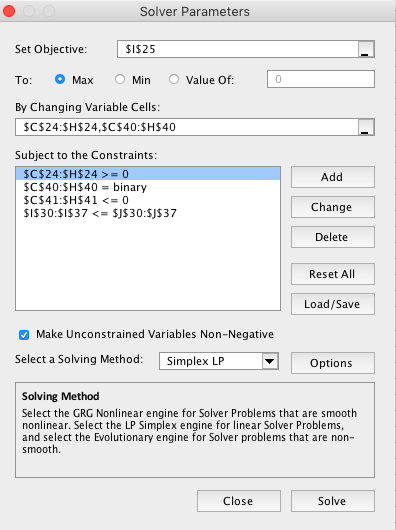 Solver Parameters
Set Objective: $I$25
To: Max Min Value Of: 0
By Changing Variable Cells:
$C$24:$H$24,$C$40:$H$40
Subject to the Constraints:
$C$24:$H$24 >= 0
$C$40:$H$40 = binary
$C$41:$H$41 <= 0
$I$30:$I$37 <= $J$30:$J$37
Add
Change
Delete
Reset All
Load/Save
Make Unconstrained Variables Non-Negative
Select a Solving Method: Simplex LP Options
Solving Method
Select the GRG Nonlinear engine for Solver Problems that are smooth
nonlinear. Select the LP Simplex engine for linear Solver Problems,
and select the Evolutionary engine for Solver problems that are non-
smooth.
Close Solve